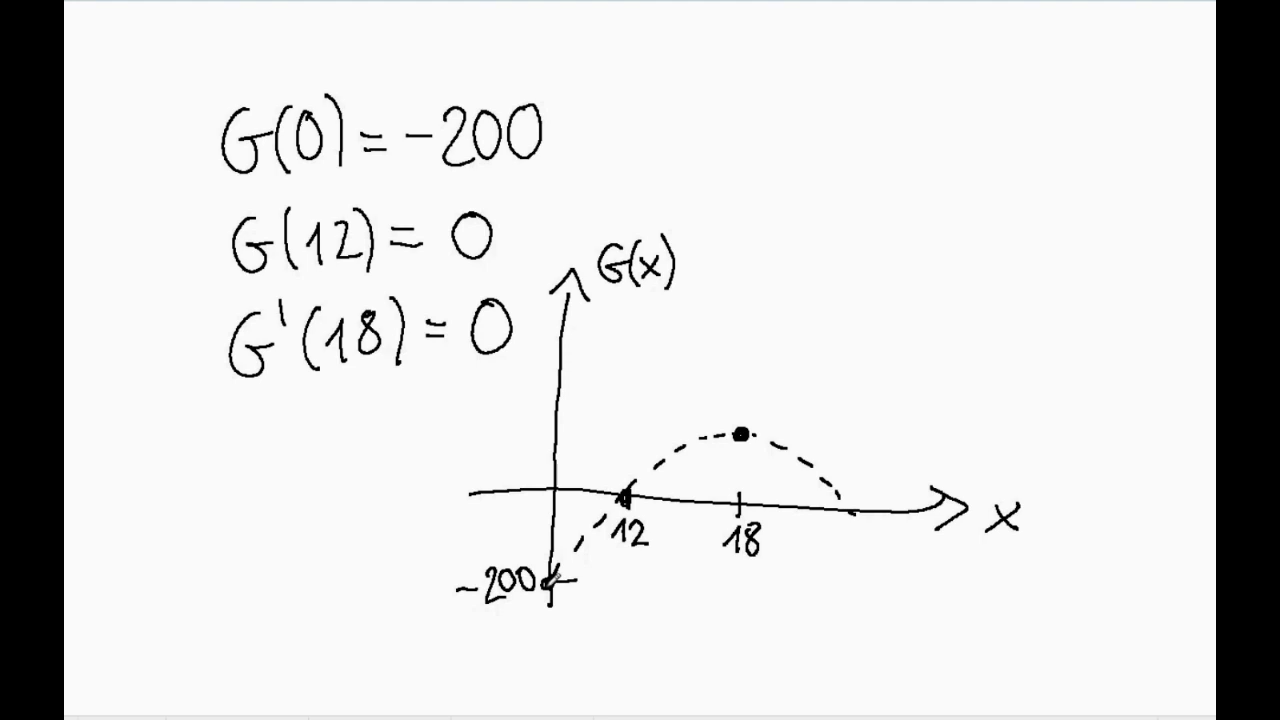 G(0) = -200
G(12) = 0
G'(18) = 0
G(x)
12
18
x
-200